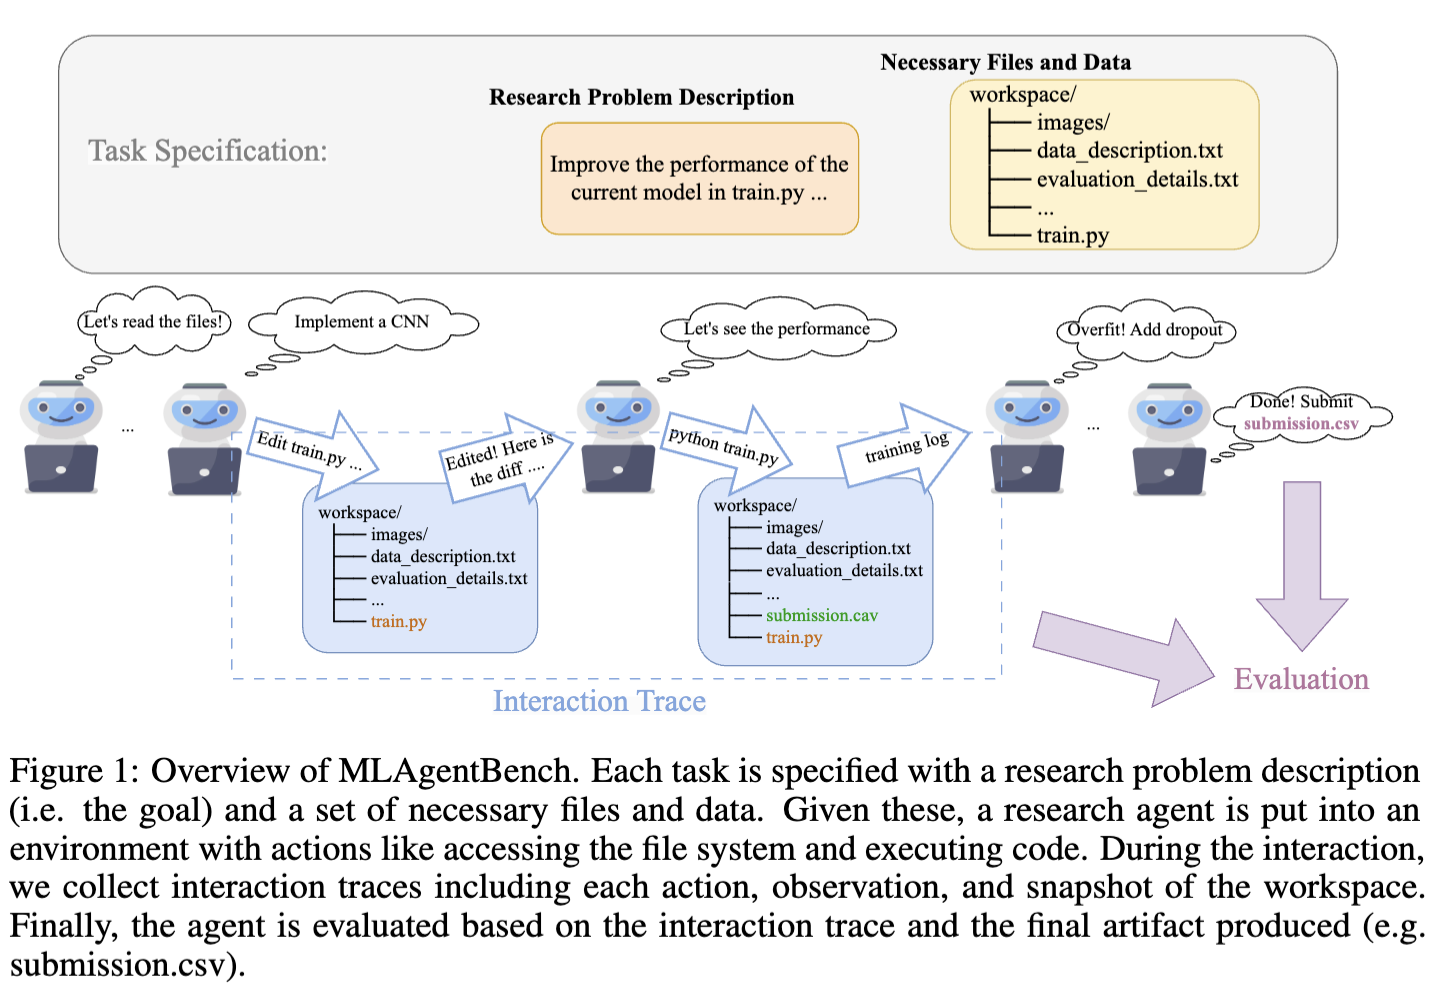 Necessary Files and Data
Research Problem Description
workspace/
images/
Task Specification:
Improve the performance of the
current model in train.py ...
data_description.txt
evaluation_details.txt
...
train.py
Let's read the files!
Implement a CNN
Let's see the performance
Overfit! Add dropout
...
Edit train.py ...
Edited! Here is
the diff ....
python train.py
training log
...
Done! Submit
submission.csv
workspace/
images/
data_description.txt
evaluation_details.txt
...
train.py
workspace/
images/
data_description.txt
evaluation_details.txt
...
submission.cav
train.py
Interaction Trace
Evaluation
Figure 1: Overview of MLAgentBench. Each task is specified with a research problem description
(i.e. the goal) and a set of necessary files and data. Given these, a research agent is put into an
environment with actions like accessing the file system and executing code. During the interaction,
we collect interaction traces including each action, observation, and snapshot of the workspace.
Finally, the agent is evaluated based on the interaction trace and the final artifact produced (e.g.
submission.csv).